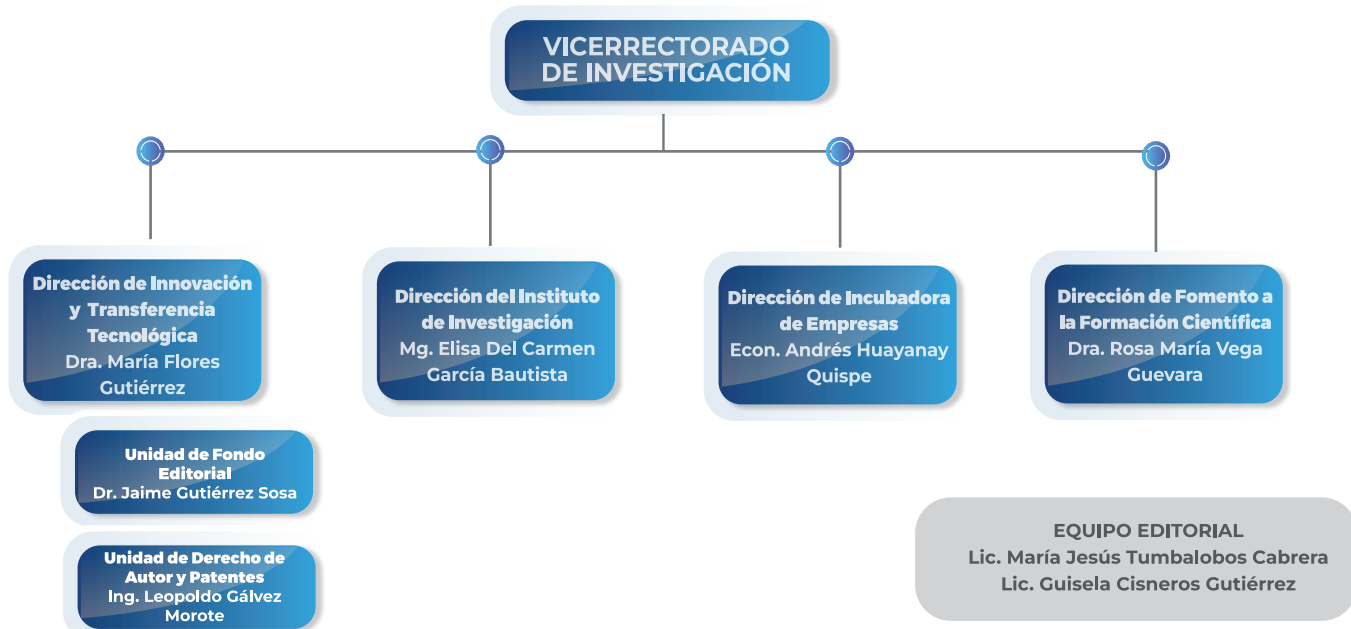 VICERRECTORADO
DE INVESTIGACIÓN
Dirección de Innovación
y Transferencia
Tecnológica
Dra. María Flores
Gutiérrez
Dirección del Instituto
de Investigación
Mg. Elisa Del Carmen
García Bautista
Dirección de Incubadora
de Empresas
Econ. Andrés Huayanay
Quispe
Dirección de Fomento a
la Formación Científica
Dra. Rosa María Vega
Guevara
Unidad de Fondo
Editorial
Dr. Jaime Gutiérrez Sosa
Unidad de Derecho de
Autor y Patentes
Ing. Leopoldo Gálvez
Morote
EQUIPO EDITORIAL
Lic. María Jesús Tumbalobos Cabrera
Lic. Guisela Cisneros Gutiérrez